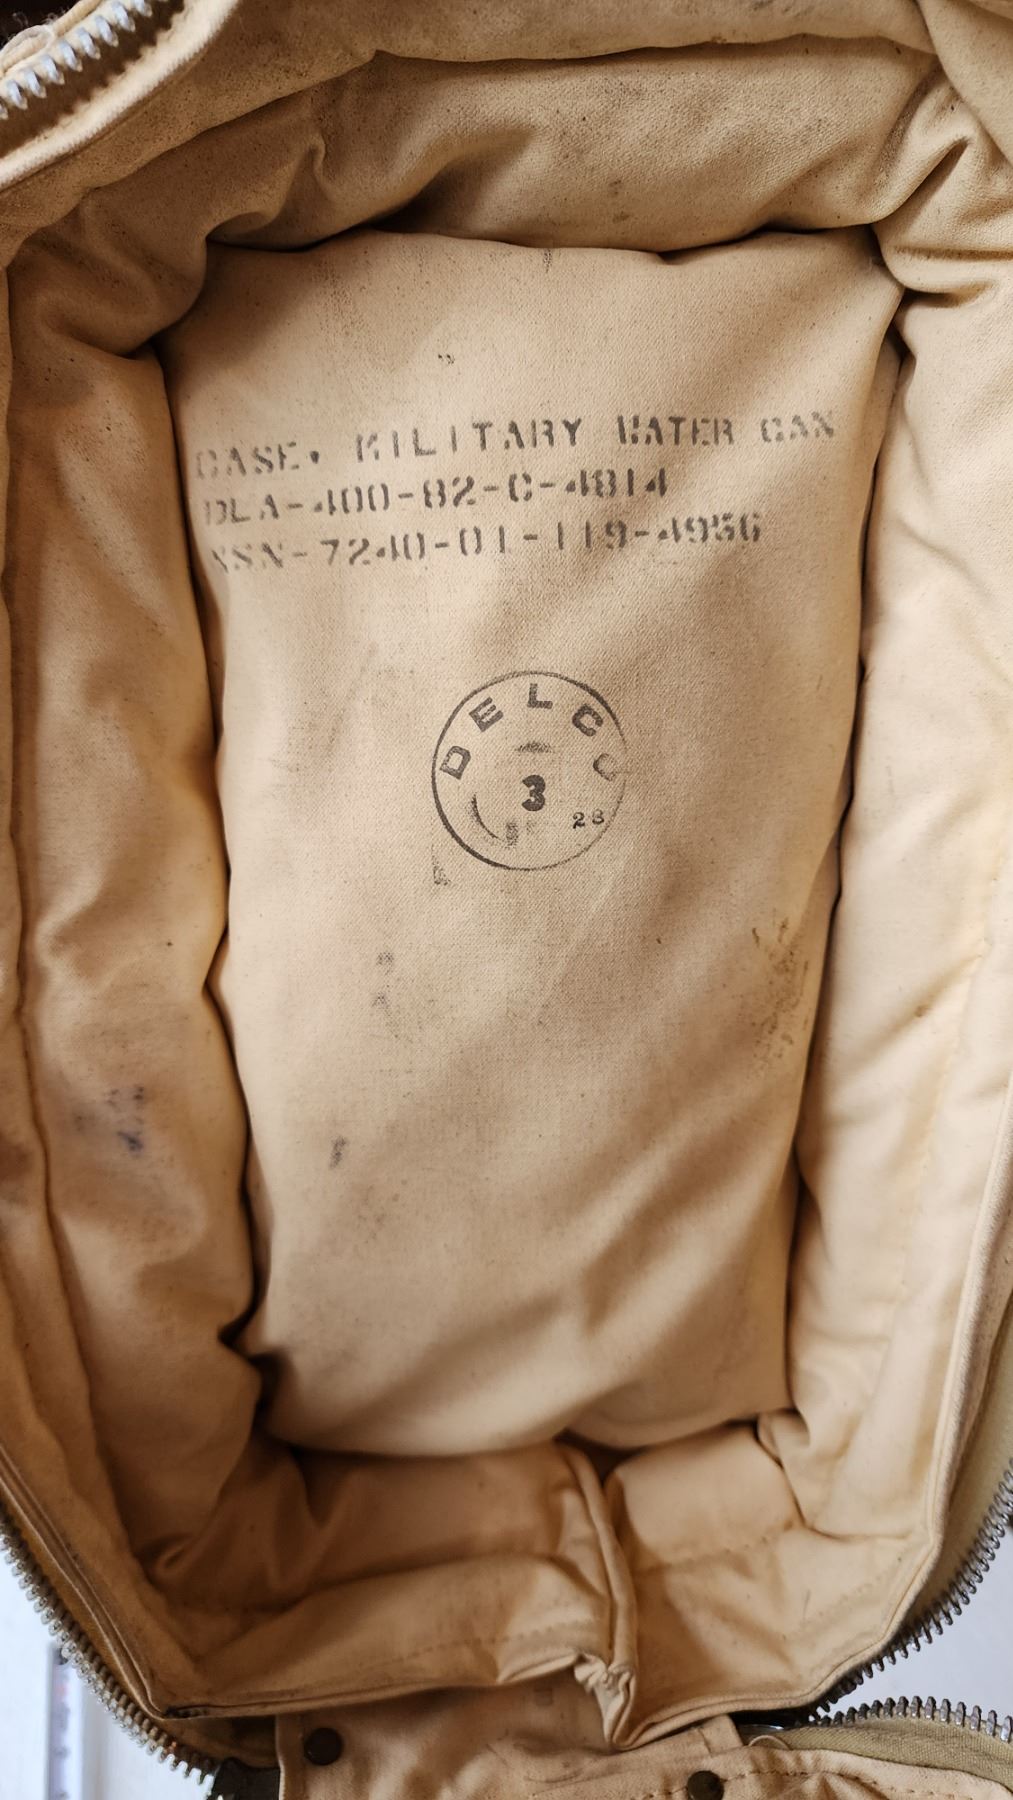 CASE, MILITARY WATER CAN
DLA-400-82-C-4814
NSN-7240-01-119-4956
DELCO
3
28